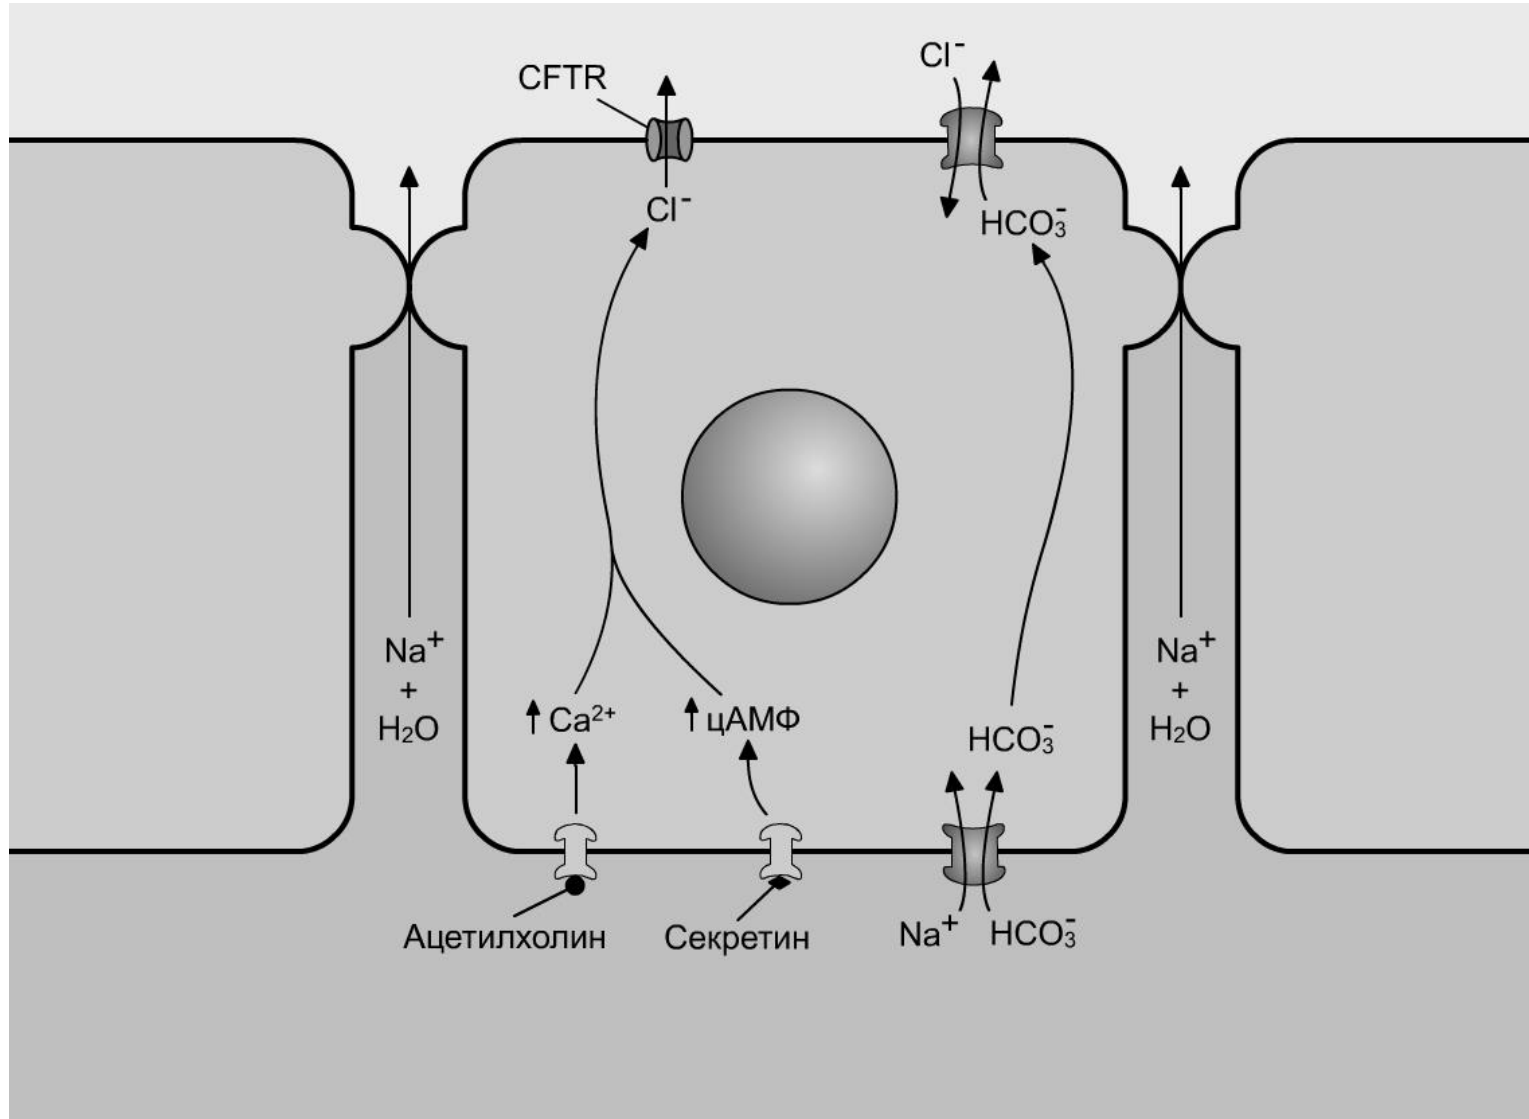 Cl⁻
CFTR
Cl⁻
HCO₃⁻
Na⁺
+
H₂O
Na⁺
+
H₂O
↑ Ca²⁺
↑ цАМФ
HCO₃⁻
Ацетилхолин
Секретин
Na⁺
HCO₃⁻